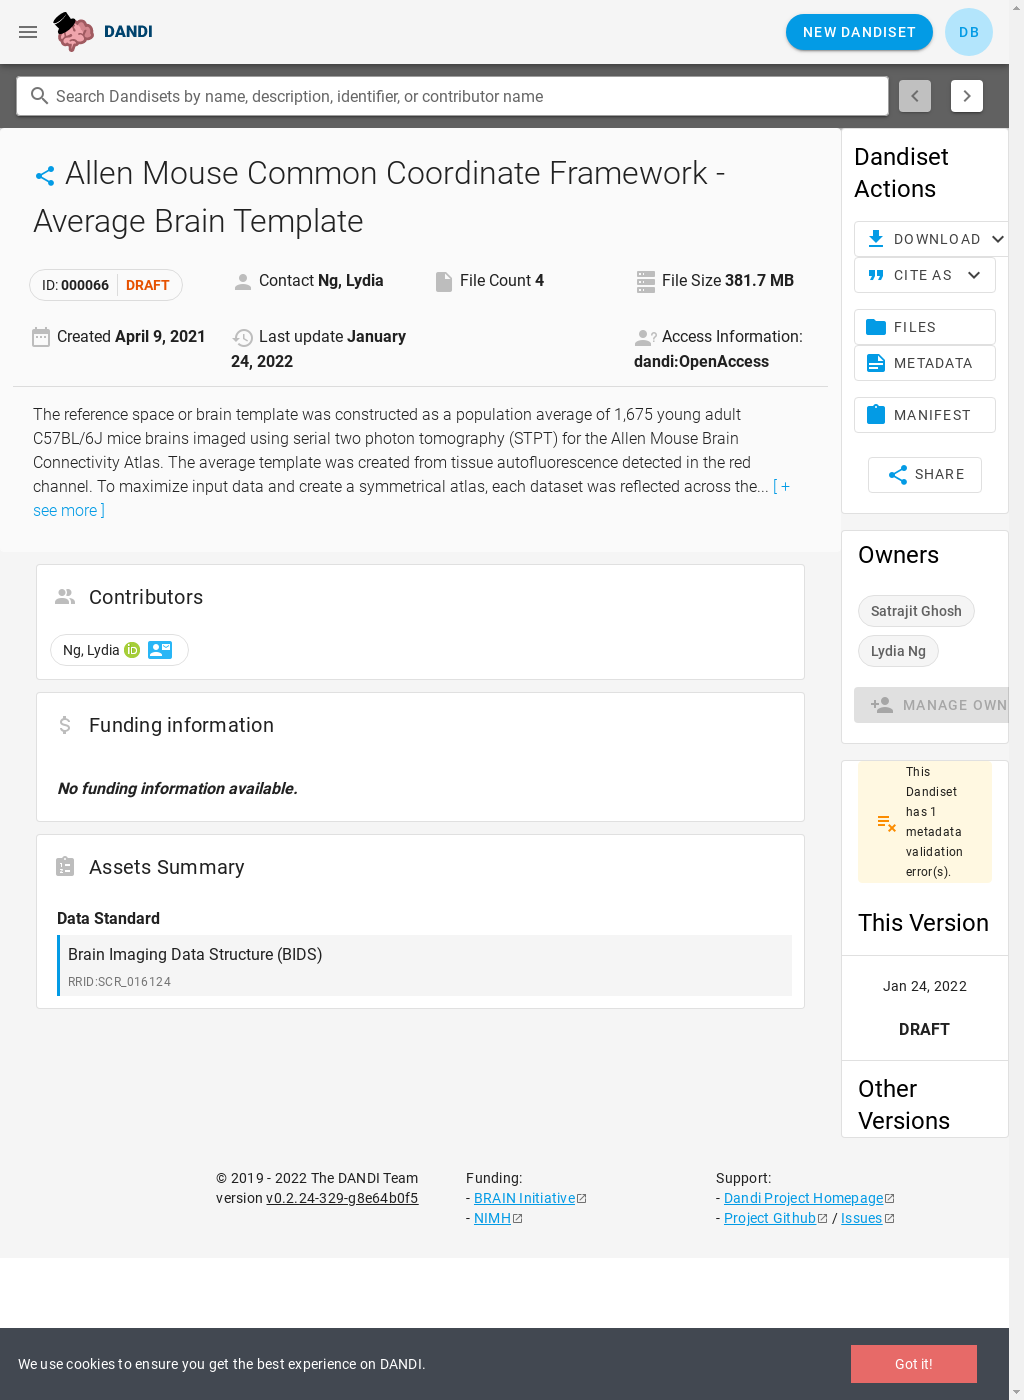 DANDI
NEW DANDISET
DB
Search Dandisets by name, description, identifier, or contributor name
Allen Mouse Common Coordinate Framework -
Average Brain Template
ID: 000066 DRAFT
Contact Ng, Lydia
File Count 4
File Size 381.7 MB
Created April 9, 2021
Last update January
24, 2022
Access Information:
dandi:OpenAccess
The reference space or brain template was constructed as a population average of 1,675 young adult
C57BL/6J mice brains imaged using serial two photon tomography (STPT) for the Allen Mouse Brain
Connectivity Atlas. The average template was created from tissue autofluorescence detected in the red
channel. To maximize input data and create a symmetrical atlas, each dataset was reflected across the... [ +
see more ]
Contributors
Ng, Lydia iD
Funding information
No funding information available.
Assets Summary
Data Standard
Brain Imaging Data Structure (BIDS)
RRID:SCR_016124
Dandiset
Actions
DOWNLOAD
CITE AS
FILES
METADATA
MANIFEST
SHARE
Owners
Satrajit Ghosh
Lydia Ng
MANAGE OWN
This
Dandiset
has 1
metadata
validation
error(s).
This Version
Jan 24, 2022
DRAFT
Other
Versions
© 2019 - 2022 The DANDI Team
version v0.2.24-329-g8e64b0f5
Funding:
- BRAIN Initiative
- NIMH
Support:
- Dandi Project Homepage
- Project Github / Issues
We use cookies to ensure you get the best experience on DANDI.
Got it!